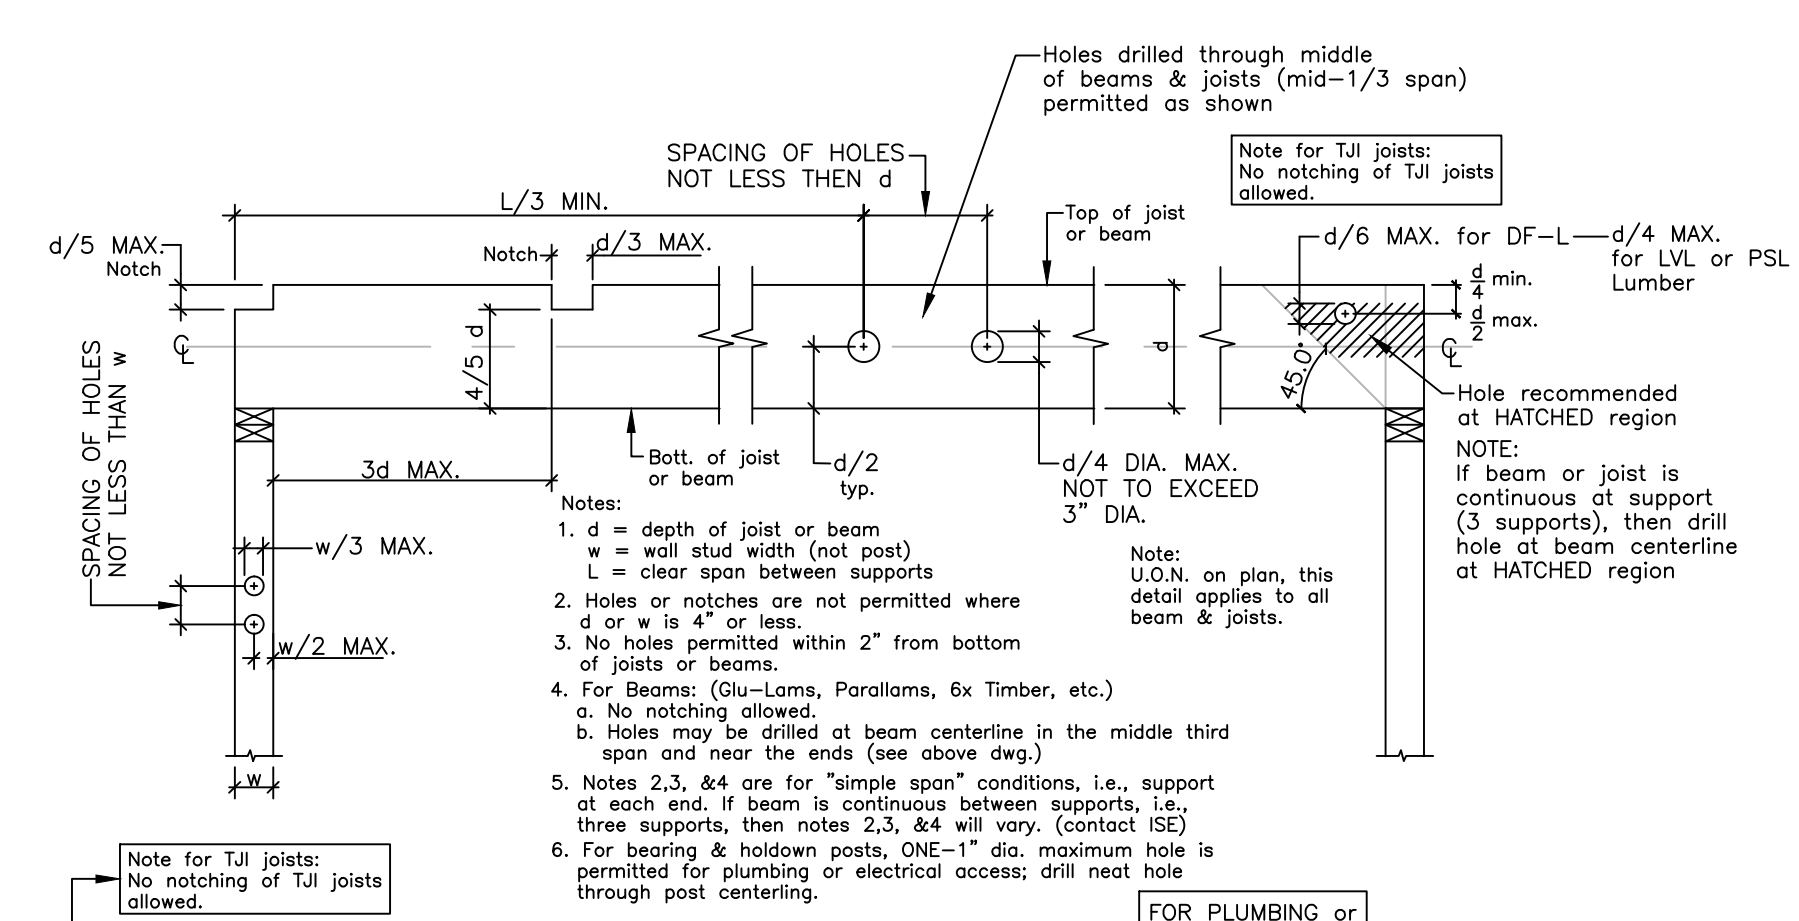 Holes drilled through middle
of beams & joists (mid-1/3 span)
permitted as shown
SPACING OF HOLES
NOT LESS THEN d
Note for TJI joists:
No notching of TJI joists
allowed.
L/3 MIN.
Top of joist
or beam
d/5 MAX.
Notch
Notch
d/3 MAX.
d/6 MAX. for DF-L
d/4 MAX.
for LVL or PSL
Lumber
d/4 min.
d/2 max.
℄
4/5 d
d
45.0°
℄
SPACING OF HOLES
NOT LESS THAN w
Hole recommended
at HATCHED region
NOTE:
If beam or joist is
continuous at support
(3 supports), then drill
hole at beam centerline
at HATCHED region
3d MAX.
Bott. of joist
or beam
d/2
typ.
d/4 DIA. MAX.
NOT TO EXCEED
3" DIA.
w/3 MAX.
w/2 MAX.
w
Note:
U.O.N. on plan, this
detail applies to all
beam & joists.
Notes:
1. d = depth of joist or beam
w = wall stud width (not post)
L = clear span between supports
2. Holes or notches are not permitted where
d or w is 4" or less.
3. No holes permitted within 2" from bottom
of joists or beams.
4. For Beams: (Glu-Lams, Parallams, 6x Timber, etc.)
a. No notching allowed.
b. Holes may be drilled at beam centerline in the middle third
span and near the ends (see above dwg.)
5. Notes 2,3, &4 are for "simple span" conditions, i.e., support
at each end. If beam is continuous between supports, i.e.,
three supports, then notes 2,3, &4 will vary. (contact ISE)
6. For bearing & holdown posts, ONE-1" dia. maximum hole is
permitted for plumbing or electrical access; drill neat hole
through post centerling.
Note for TJI joists:
No notching of TJI joists
allowed.
FOR PLUMBING or